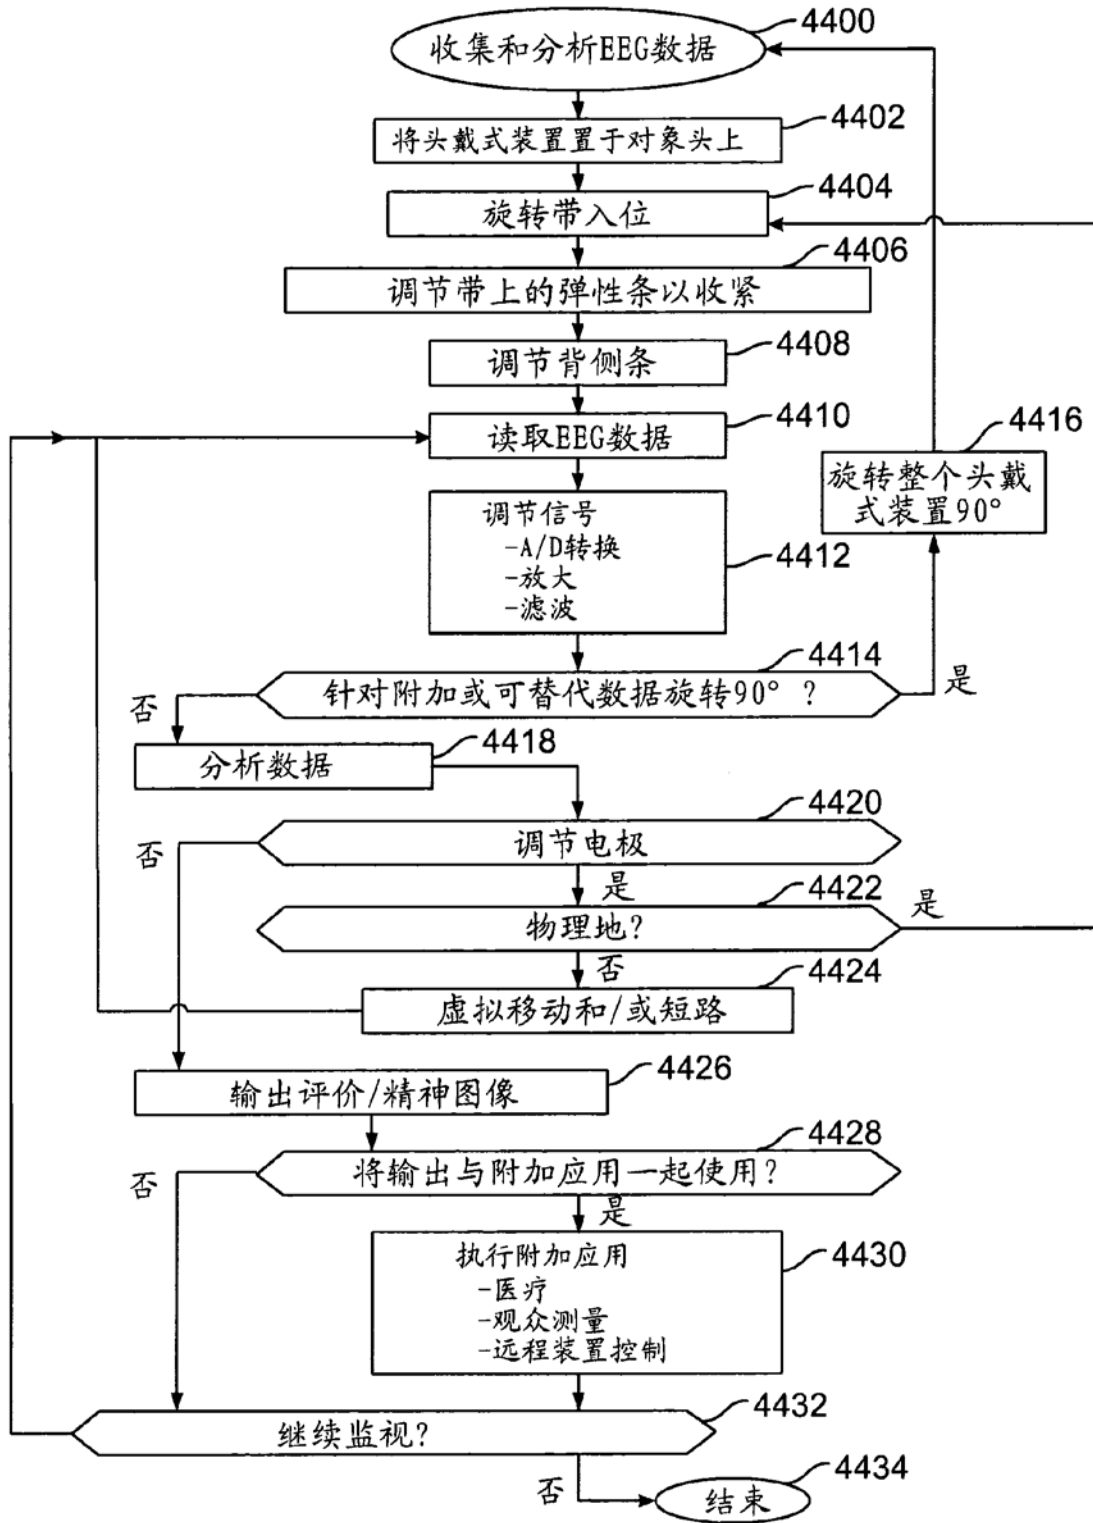 4400
收集和分析EEG数据
4402
将头戴式装置置于对象头上
4404
旋转带入位
4406
调节带上的弹性条以收紧
4408
调节背侧条
4410
读取EEG数据
4416
旋转整个头戴
式装置90°
调节信号
-A/D转换
-放大
-滤波
4412
4414
针对附加或可替代数据旋转90°?
是
否
4418
分析数据
4420
调节电极
否
是
4422
物理地?
是
否
4424
虚拟移动和/或短路
4426
输出评价/精神图像
4428
将输出与附加应用一起使用?
否
是
执行附加应用
-医疗
-观众测量
-远程装置控制
4430
4432
继续监视?
否
4434
结束